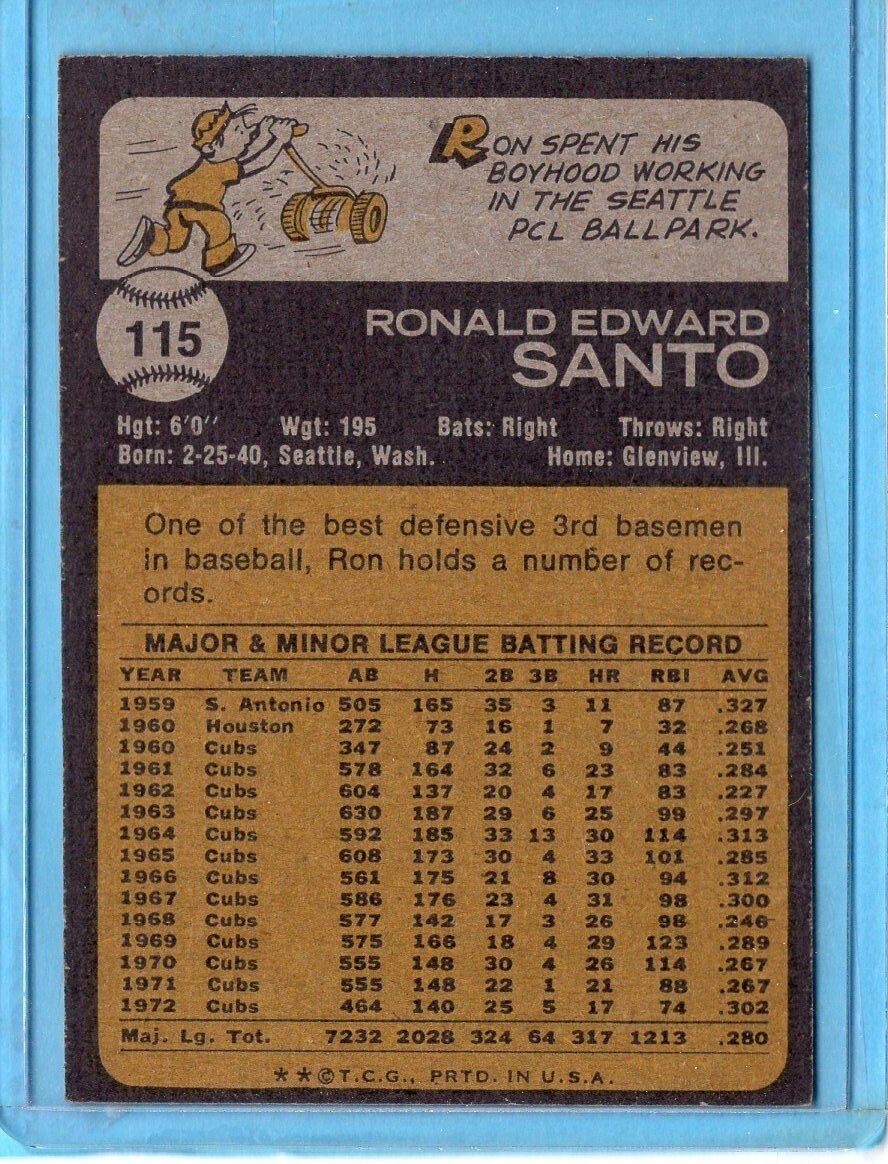 RON SPENT HIS
BOYHOOD WORKING
IN THE SEATTLE
PCL BALLPARK.
115
RONALD EDWARD
SANTO
Hgt: 6'0'' Wgt: 195 Bats: Right Throws: Right
Born: 2-25-40, Seattle, Wash. Home: Glenview, Ill.
One of the best defensive 3rd basemen
in baseball, Ron holds a number of rec-
ords.
MAJOR & MINOR LEAGUE BATTING RECORD
YEAR TEAM AB H 2B 3B HR RBI AVG
1959 S. Antonio 505 165 35 3 11 87 .327
1960 Houston 272 73 16 1 7 32 .268
1960 Cubs 347 87 24 2 9 44 .251
1961 Cubs 578 164 32 6 23 83 .284
1962 Cubs 604 137 20 4 17 83 .227
1963 Cubs 630 187 29 6 25 99 .297
1964 Cubs 592 185 33 13 30 114 .313
1965 Cubs 608 173 30 4 33 101 .285
1966 Cubs 561 175 21 8 30 94 .312
1967 Cubs 586 176 23 4 31 98 .300
1968 Cubs 577 142 17 3 26 98 .246
1969 Cubs 575 166 18 4 29 123 .289
1970 Cubs 555 148 30 4 26 114 .267
1971 Cubs 555 148 22 1 21 88 .267
1972 Cubs 464 140 25 5 17 74 .302
Maj. Lg. Tot. 7232 2028 324 64 317 1213 .280
**©T.C.G., PRTD. IN U.S.A.